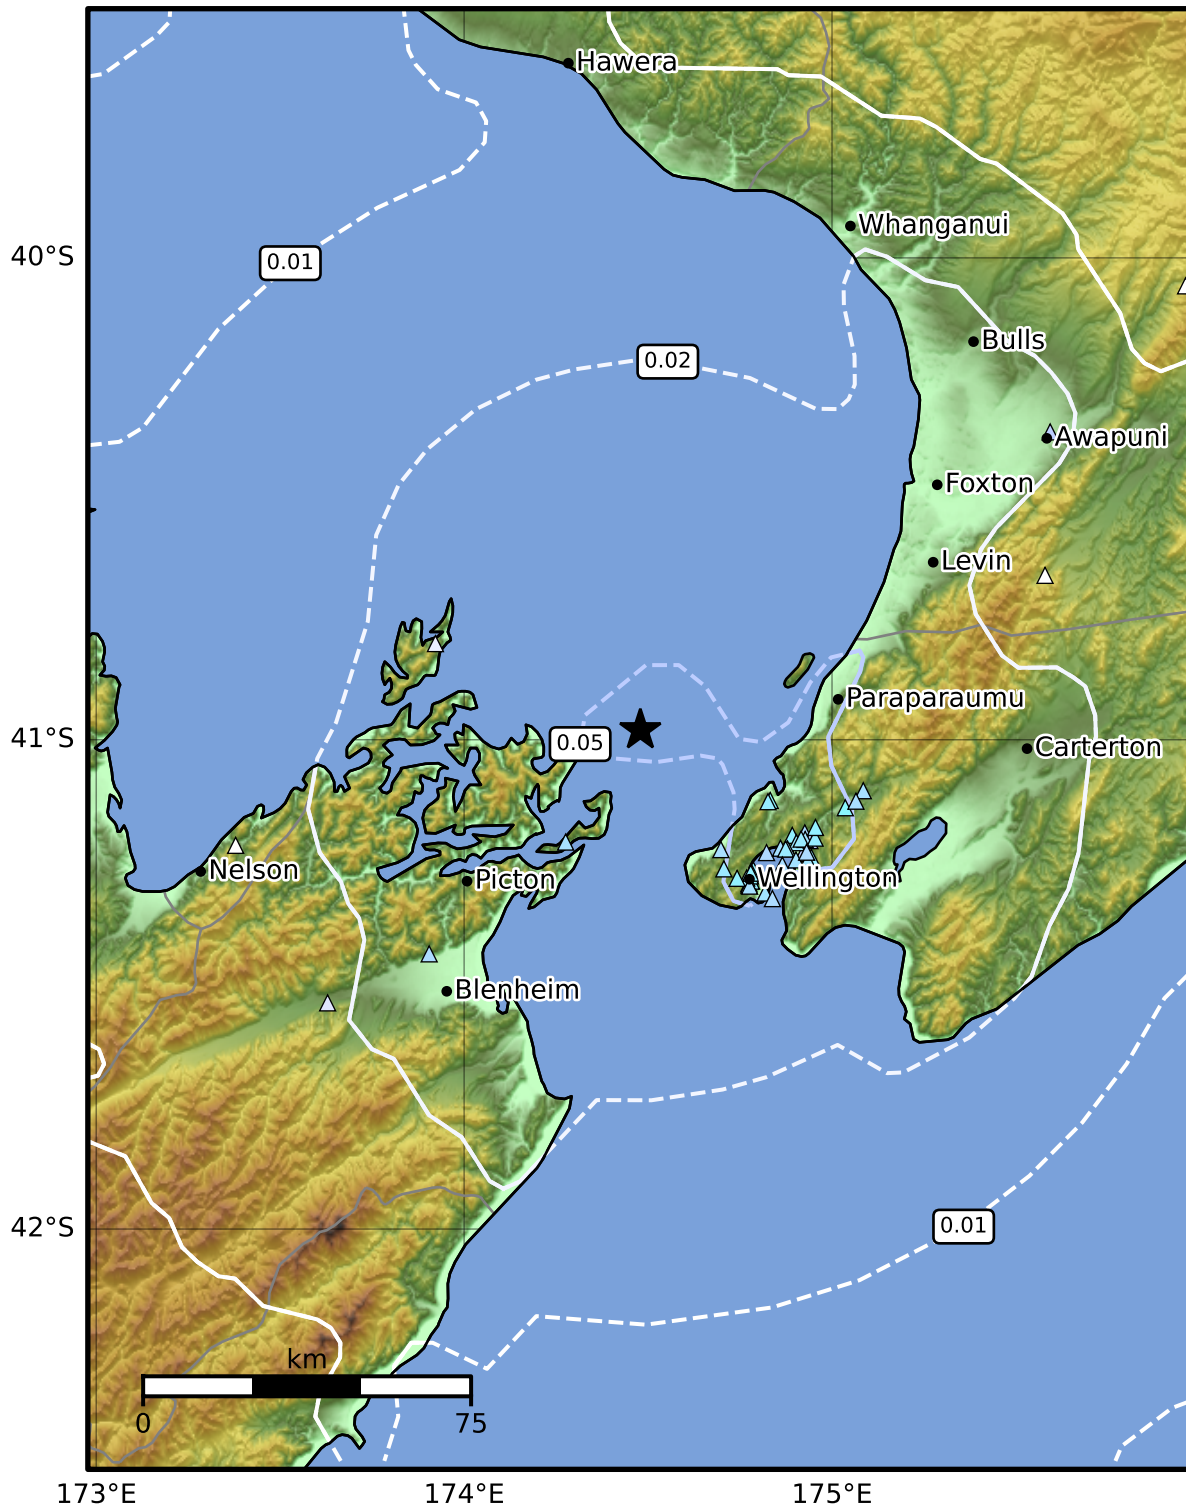 Hawera
Whanganui
40°S
0.01
Bulls
0.02
Awapuni
Foxton
Levin
Paraparaumu
41°S
0.05
Carterton
Nelson
Picton
Wellington
Blenheim
42°S
0.01
km
0
75
173°E
174°E
175°E